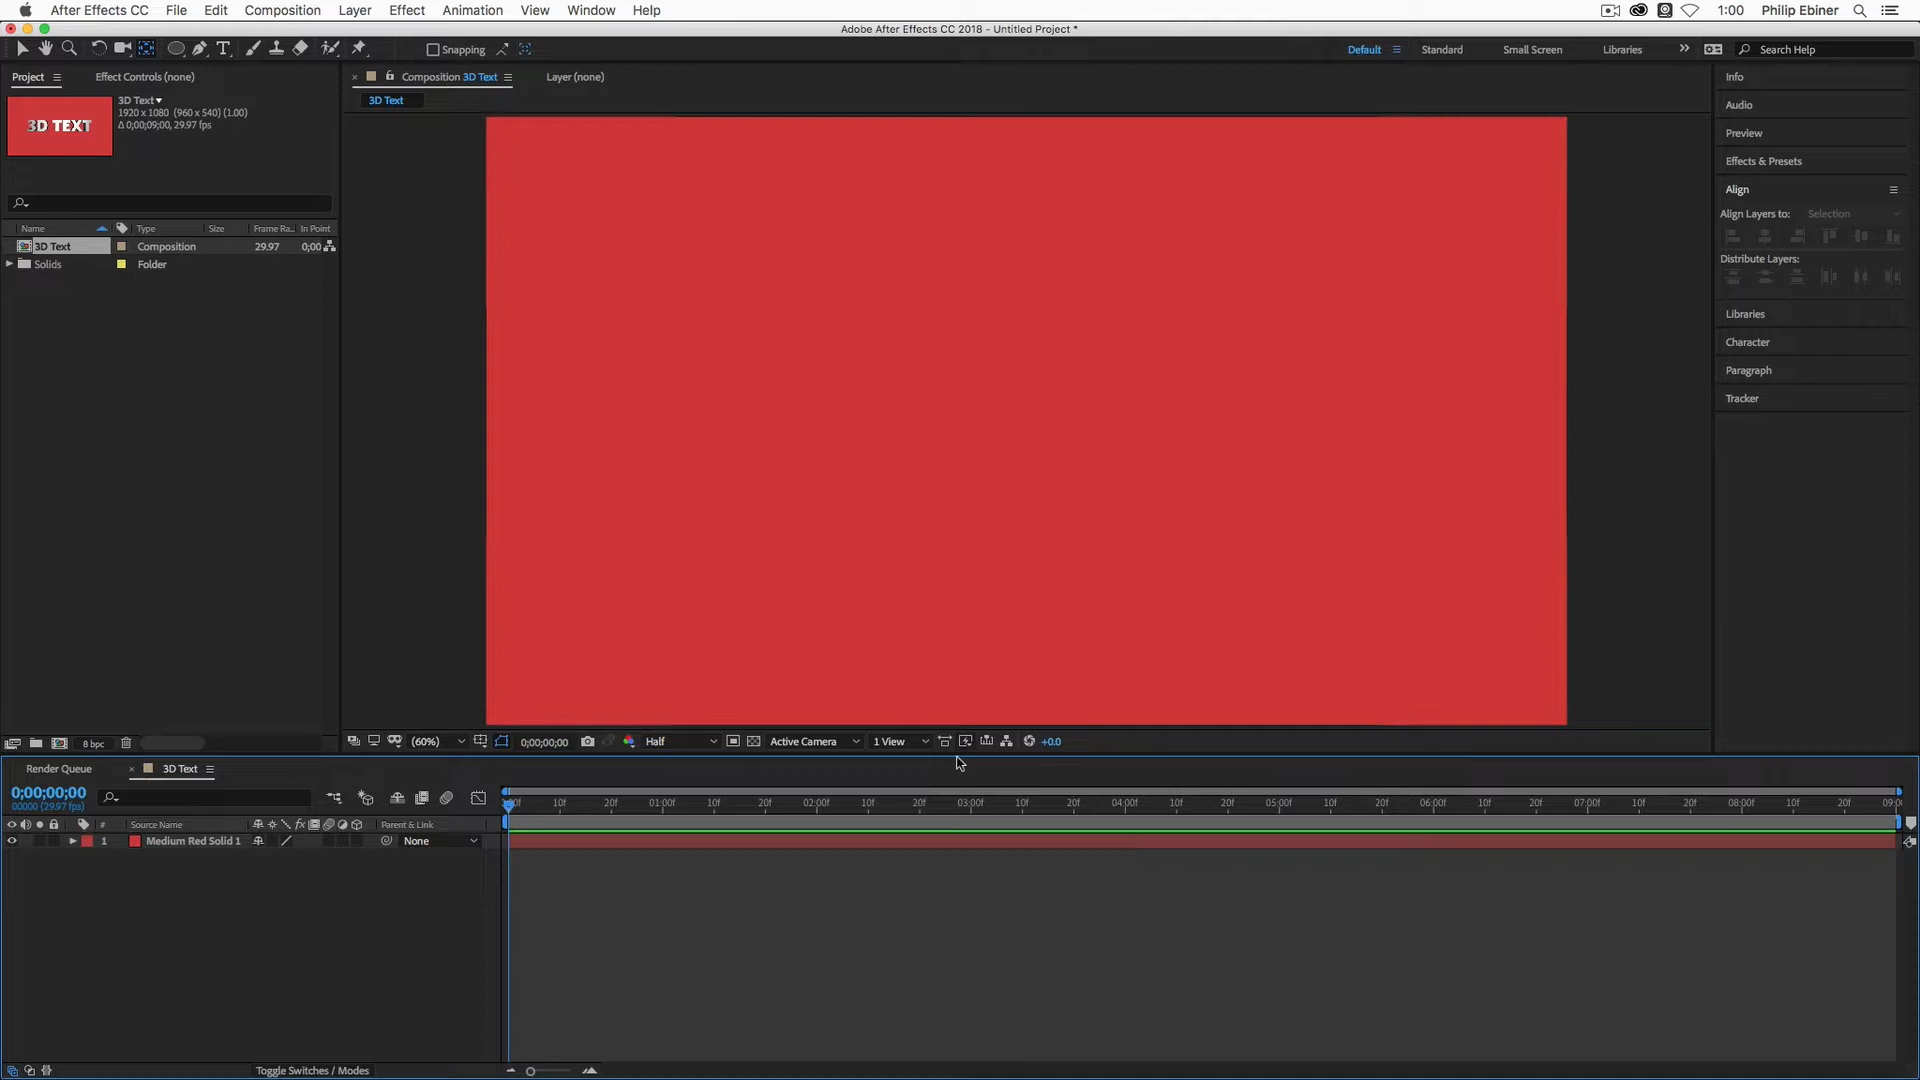 After Effects CC File Edit Composition Layer Effect Animation View Window Help 1:00 Philip Ebiner
Adobe After Effects CC 2018 - Untitled Project *
Snapping Default Standard Small Screen Libraries Search Help
Project Effect Controls (none) Composition 3D Text Layer (none) Info
3D Text
1920 x 1080 (960 x 540) (1.00)
Δ 0;00;09;00, 29.97 fps
3D TEXT
3D Text
Audio
Preview
Effects & Presets
Align
Align Layers to: Selection
Distribute Layers:
Libraries
Character
Paragraph
Tracker
Name Type Size Frame Ra... In Point
3D Text Composition 29.97 0;00
Solids Folder
8 bpc (60%) 0;00;00;00 Half Active Camera 1 View +0.0
Render Queue 3D Text
0;00;00;00
00000 (29.97 fps)
10f 20f 01:00f 10f 20f 02:00f 10f 20f 03:00f 10f 20f 04:00f 10f 20f 05:00f 10f 20f 06:00f 10f 20f 07:00f 10f 20f 08:00f 10f 20f
# Source Name Parent & Link
1 Medium Red Solid 1 None
Toggle Switches / Modes